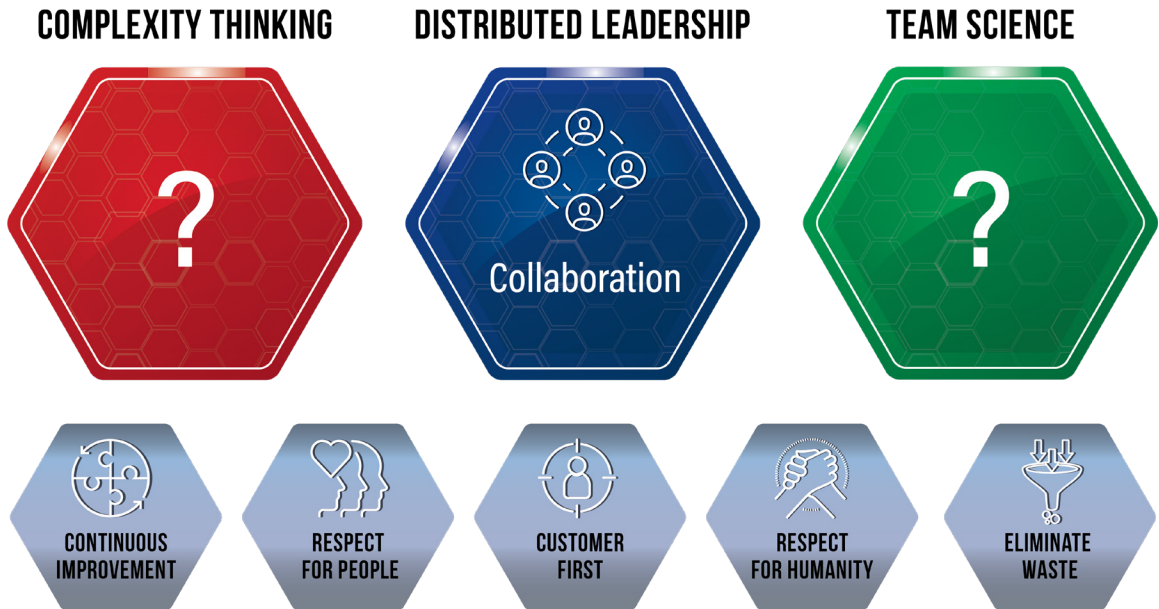 COMPLEXITY THINKING
DISTRIBUTED LEADERSHIP
TEAM SCIENCE
?
Collaboration
?
CONTINUOUS
IMPROVEMENT
RESPECT
FOR PEOPLE
CUSTOMER
FIRST
RESPECT
FOR HUMANITY
ELIMINATE
WASTE